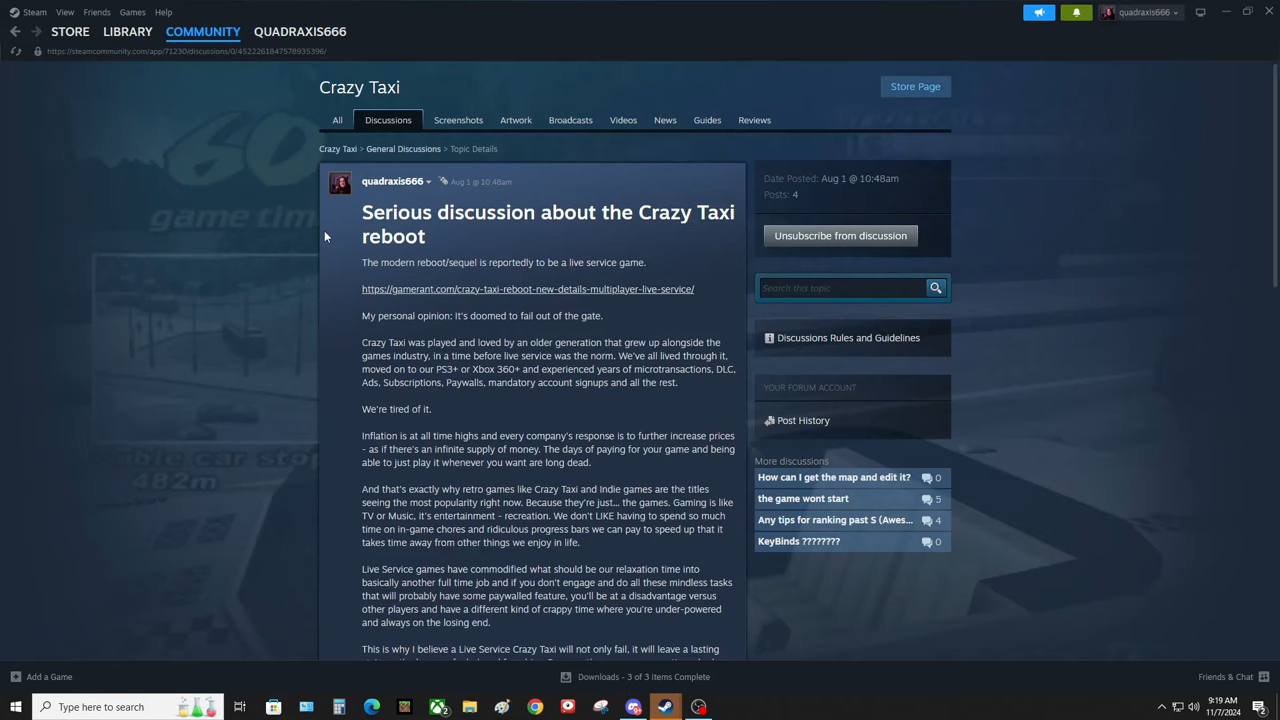 Steam View Friends Games Help
quadraxis666
STORE LIBRARY COMMUNITY QUADRAXIS666
https://steamcommunity.com/app/71230/discussions/0/4522261847578935396/
Crazy Taxi
Store Page
All Discussions Screenshots Artwork Broadcasts Videos News Guides Reviews
Crazy Taxi > General Discussions > Topic Details
quadraxis666 Aug 1 @ 10:48am
Serious discussion about the Crazy Taxi
reboot
The modern reboot/sequel is reportedly to be a live service game.
https://gamerant.com/crazy-taxi-reboot-new-details-multiplayer-live-service/
My personal opinion: It's doomed to fail out of the gate.
Crazy Taxi was played and loved by an older generation that grew up alongside the
games industry, in a time before live service was the norm. We've all lived through it,
moved on to our PS3+ or Xbox 360+ and experienced years of microtransactions, DLC,
Ads, Subscriptions, Paywalls, mandatory account signups and all the rest.
We're tired of it.
Inflation is at all time highs and every company's response is to further increase prices
- as if there's an infinite supply of money. The days of paying for your game and being
able to just play it whenever you want are long dead.
And that's exactly why retro games like Crazy Taxi and Indie games are the titles
seeing the most popularity right now. Because they're just... the games. Gaming is like
TV or Music, it's entertainment - recreation. We don't LIKE having to spend so much
time on in-game chores and ridiculous progress bars we can pay to speed up that it
takes time away from other things we enjoy in life.
Live Service games have commodified what should be our relaxation time into
basically another full time job and if you don't engage and do all these mindless tasks
that will probably have some paywalled feature, you'll be at a disadvantage versus
other players and have a different kind of crappy time where you're under-powered
and always on the losing end.
This is why I believe a Live Service Crazy Taxi will not only fail, it will leave a lasting
Date Posted: Aug 1 @ 10:48am
Posts: 4
Unsubscribe from discussion
Search this topic
Discussions Rules and Guidelines
YOUR FORUM ACCOUNT
Post History
More discussions
How can I get the map and edit it? 0
the game wont start 5
Any tips for ranking past S (Awes... 4
KeyBinds ???????? 0
60
game time
cable car stop
482m
Add a Game
Downloads - 3 of 3 Items Complete
Friends & Chat
Type here to search
2
9:19 AM
11/7/2024